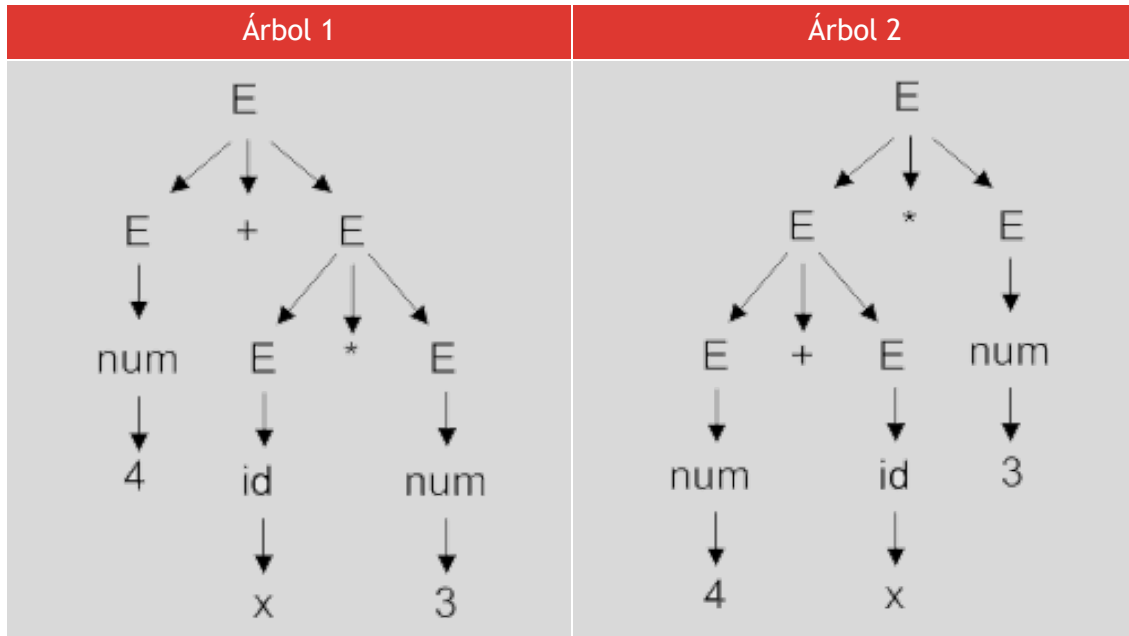 Árbol 1
E
E + E
num E * E
4 id num
x 3
Árbol 2
E
E * E
E + E num
num id 3
4 x